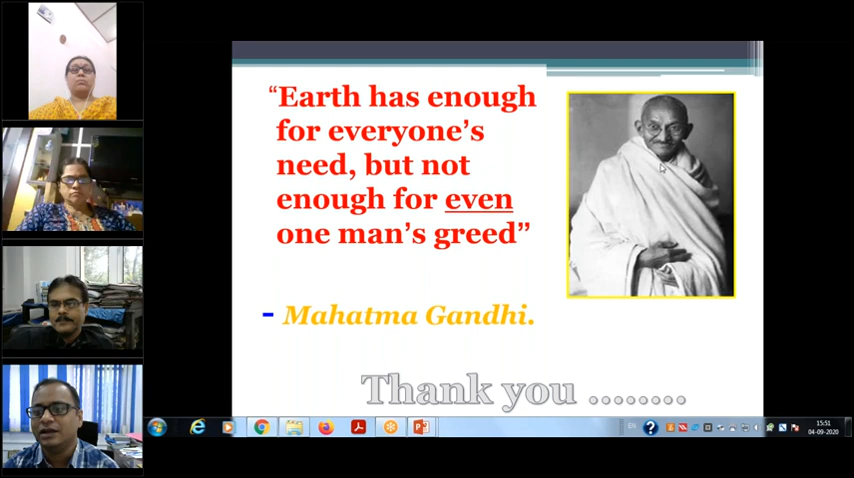 “Earth has enough
for everyone’s
need, but not
enough for even
one man’s greed”
- Mahatma Gandhi.
Thank you ........
EN
15:51
04-09-2020